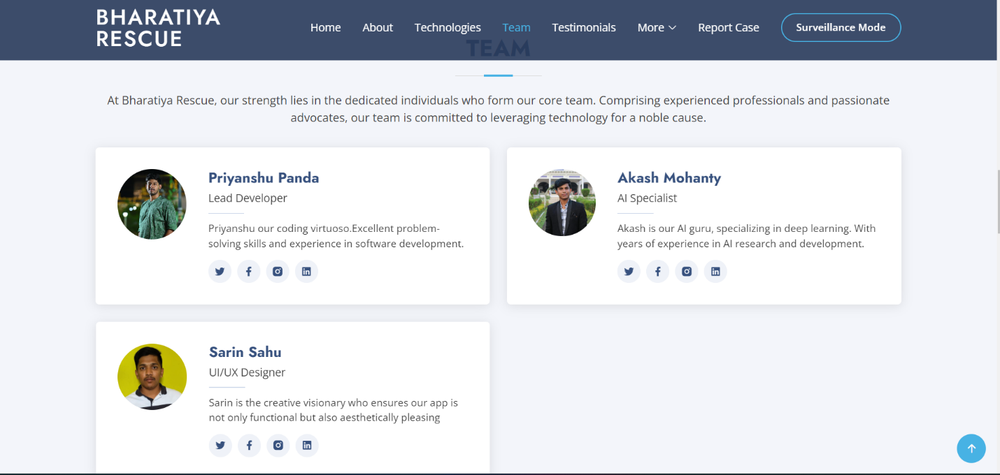 BHARATIYA
RESCUE
Home About Technologies Team Testimonials More Report Case Surveillance Mode
TEAM
At Bharatiya Rescue, our strength lies in the dedicated individuals who form our core team. Comprising experienced professionals and passionate
advocates, our team is committed to leveraging technology for a noble cause.
Priyanshu Panda
Lead Developer
Priyanshu our coding virtuoso.Excellent problem-
solving skills and experience in software development.
Akash Mohanty
AI Specialist
Akash is our AI guru, specializing in deep learning. With
years of experience in AI research and development.
Sarin Sahu
UI/UX Designer
Sarin is the creative visionary who ensures our app is
not only functional but also aesthetically pleasing